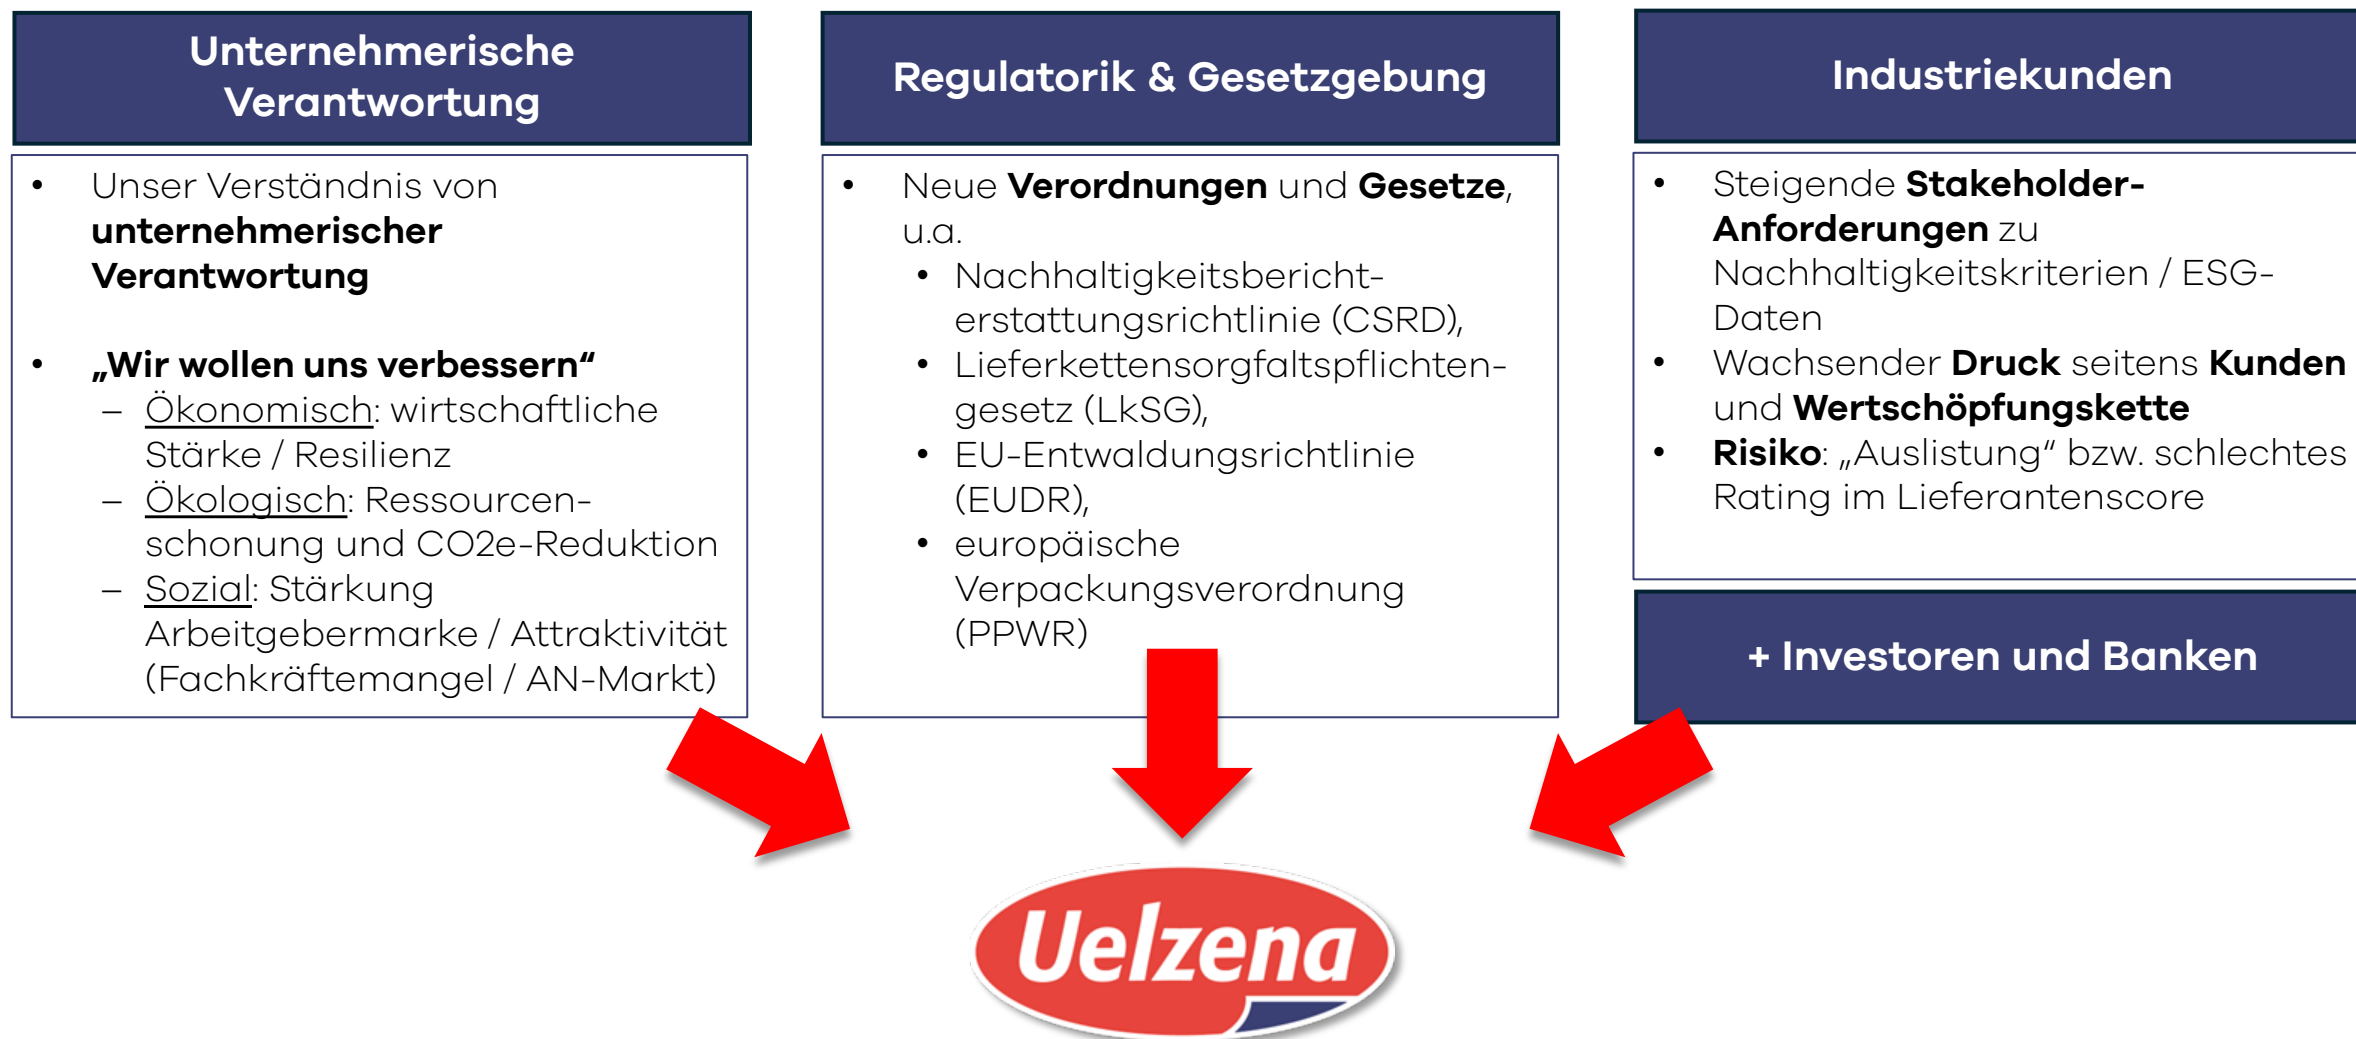 Unternehmerische
Verantwortung
• Unser Verständnis von
unternehmerischer
Verantwortung
• „Wir wollen uns verbessern“
– Ökonomisch: wirtschaftliche
Stärke / Resilienz
– Ökologisch: Ressourcen-
schonung und CO2e-Reduktion
– Sozial: Stärkung
Arbeitgebermarke / Attraktivität
(Fachkräftemangel / AN-Markt)
Regulatorik & Gesetzgebung
• Neue Verordnungen und Gesetze,
u.a.
• Nachhaltigkeitsbericht-
erstattungsrichtlinie (CSRD),
• Lieferkettensorgfaltspflichten-
gesetz (LkSG),
• EU-Entwaldungsrichtlinie
(EUDR),
• europäische
Verpackungsverordnung
(PPWR)
Industriekunden
• Steigende Stakeholder-
Anforderungen zu
Nachhaltigkeitskriterien / ESG-
Daten
• Wachsender Druck seitens Kunden
und Wertschöpfungskette
• Risiko: „Auslistung“ bzw. schlechtes
Rating im Lieferantenscore
+ Investoren und Banken
Uelzena